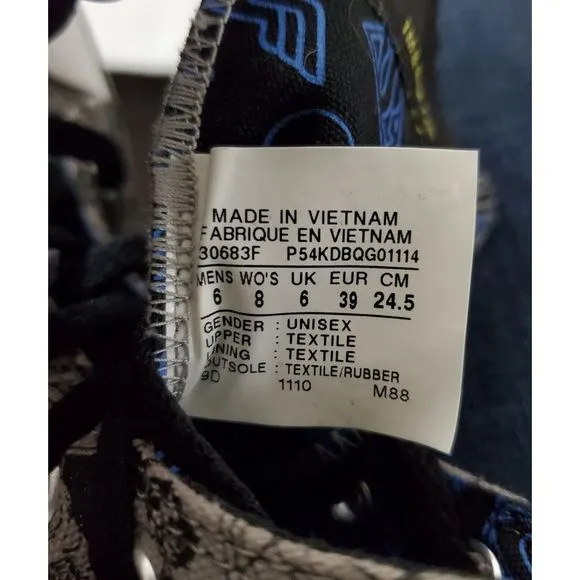 MADE IN VIETNAM
FABRIQUE EN VIETNAM
30683F P54KDBQG01114
MENS WO'S UK EUR CM
6 8 6 39 24.5
GENDER : UNISEX
UPPER : TEXTILE
LINING : TEXTILE
OUTSOLE : TEXTILE/RUBBER
9D 1110 M88